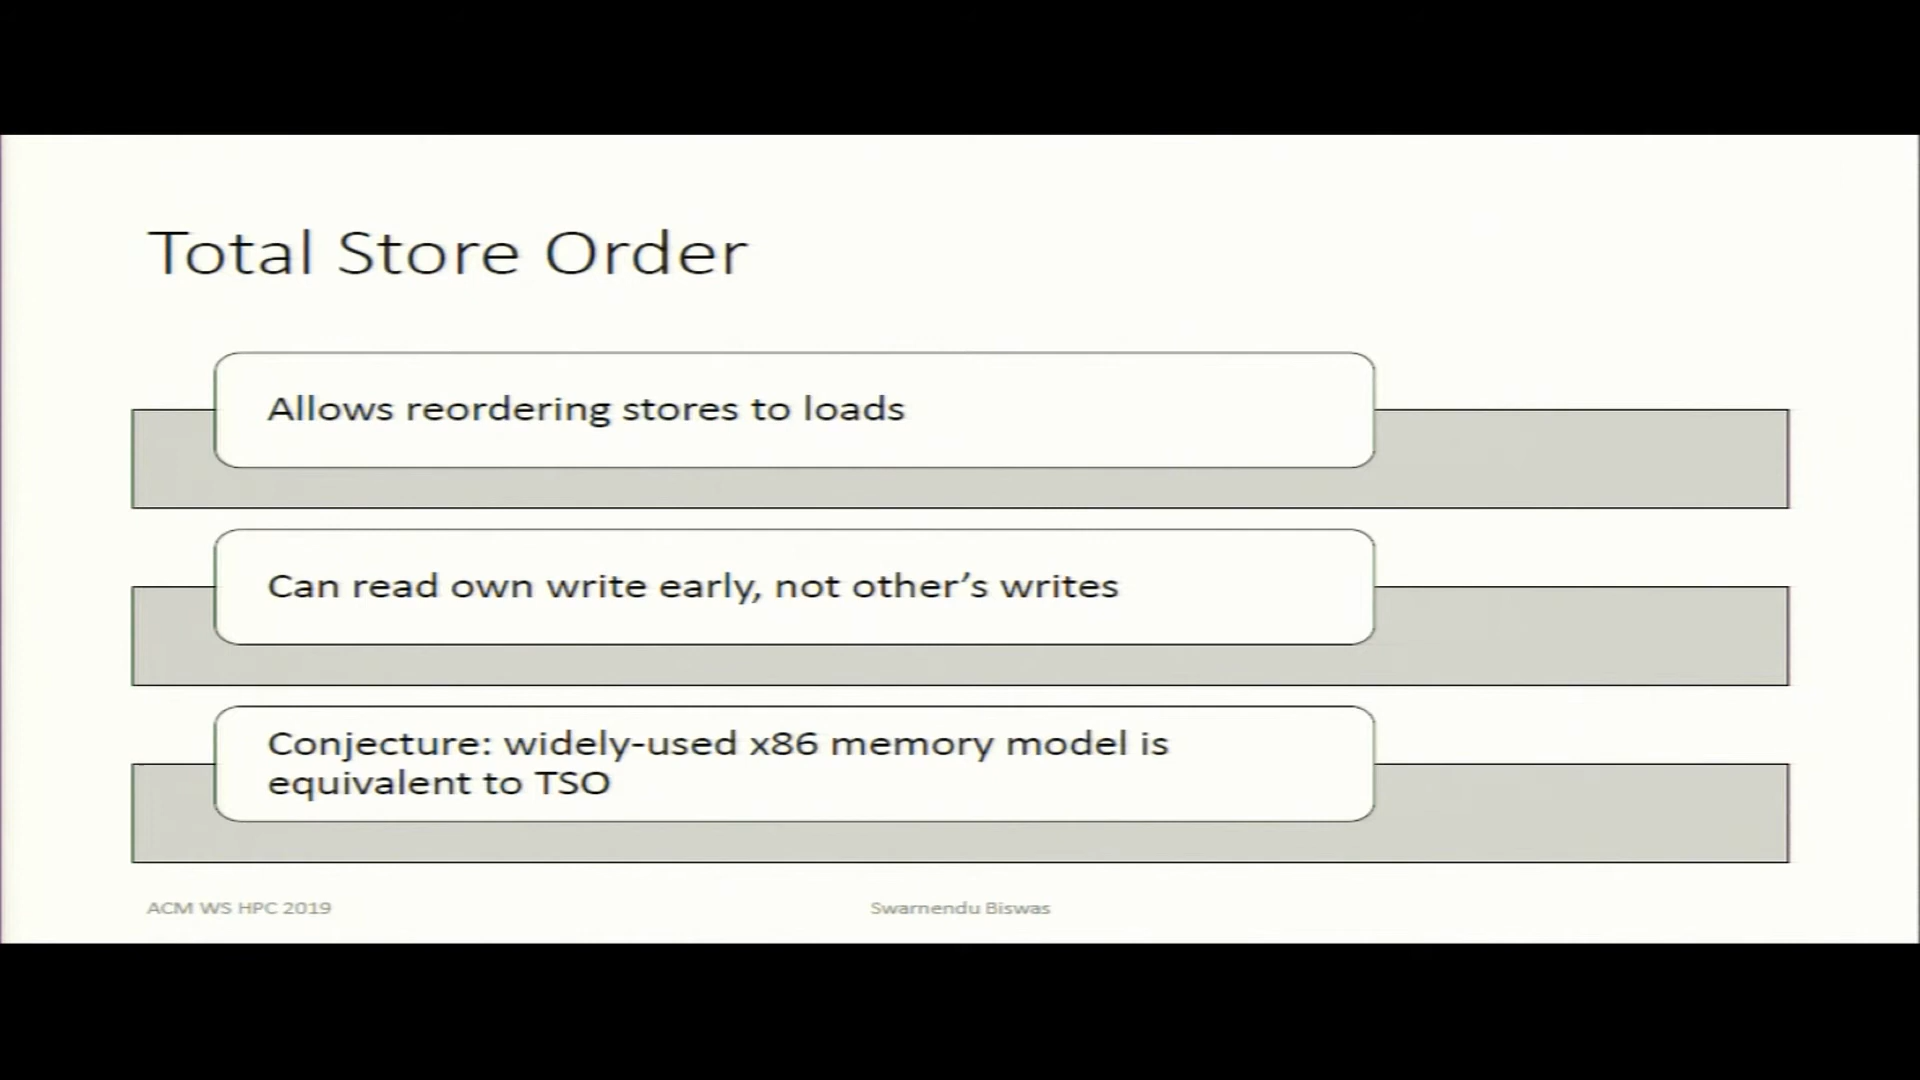 Total Store Order
Allows reordering stores to loads
Can read own write early, not other’s writes
Conjecture: widely-used x86 memory model is
equivalent to TSO
ACM WS HPC 2019
Swarnendu Biswas